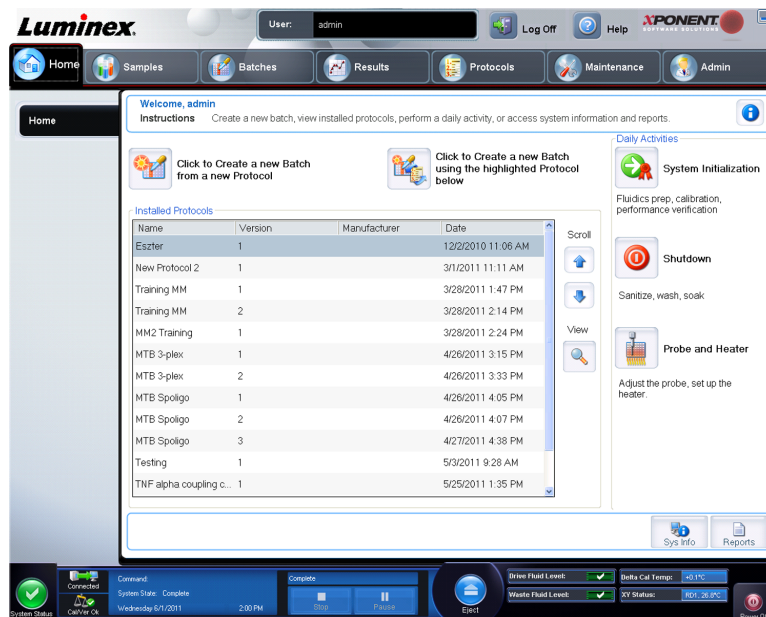 Luminex.
User: admin
Log Off
Help
XPONENT.
SOFTWARE SOLUTIONS
Home
Samples
Batches
Results
Protocols
Maintenance
Admin
Home
Welcome, admin
Instructions Create a new batch, view installed protocols, perform a daily activity, or access system information and reports.
Click to Create a new Batch
from a new Protocol
Click to Create a new Batch
using the highlighted Protocol
below
Installed Protocols
Name Version Manufacturer Date
Eszter 1 12/2/2010 11:06 AM
New Protocol 2 1 3/1/2011 11:11 AM
Training MM 1 3/28/2011 1:47 PM
Training MM 2 3/28/2011 2:14 PM
MM2 Training 1 3/28/2011 2:24 PM
MTB 3-plex 1 4/26/2011 3:15 PM
MTB 3-plex 2 4/26/2011 3:33 PM
MTB Spoligo 1 4/26/2011 4:05 PM
MTB Spoligo 2 4/26/2011 4:07 PM
MTB Spoligo 3 4/27/2011 4:38 PM
Testing 1 5/3/2011 9:28 AM
TNF alpha coupling c... 1 5/25/2011 1:35 PM
Scroll
View
Daily Activities
System Initialization
Fluidics prep, calibration,
performance verification
Shutdown
Sanitize, wash, soak
Probe and Heater
Adjust the probe, set up the
heater.
Sys Info
Reports
System Status
Connected
Cal/Ver Ok
Command:
System State: Complete
Wednesday 6/1/2011 2:00 PM
Complete
Stop
Pause
Eject
Drive Fluid Level:
Waste Fluid Level:
Delta Cal Temp: +0.1°C
XY Status: RD1, 26.8°C